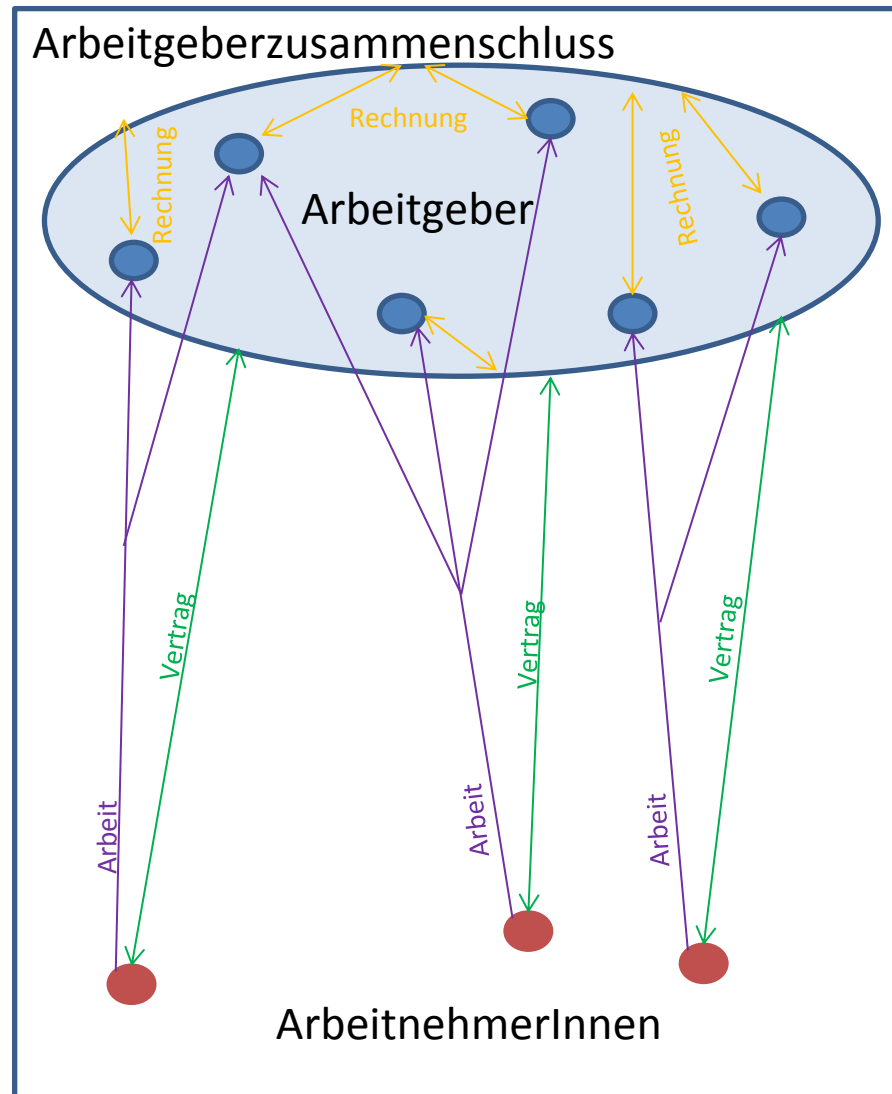 Arbeitgeberzusammenschluss
Rechnung
Rechnung
Rechnung
Arbeitgeber
Vertrag
Vertrag
Vertrag
Arbeit
Arbeit
Arbeit
ArbeitnehmerInnen